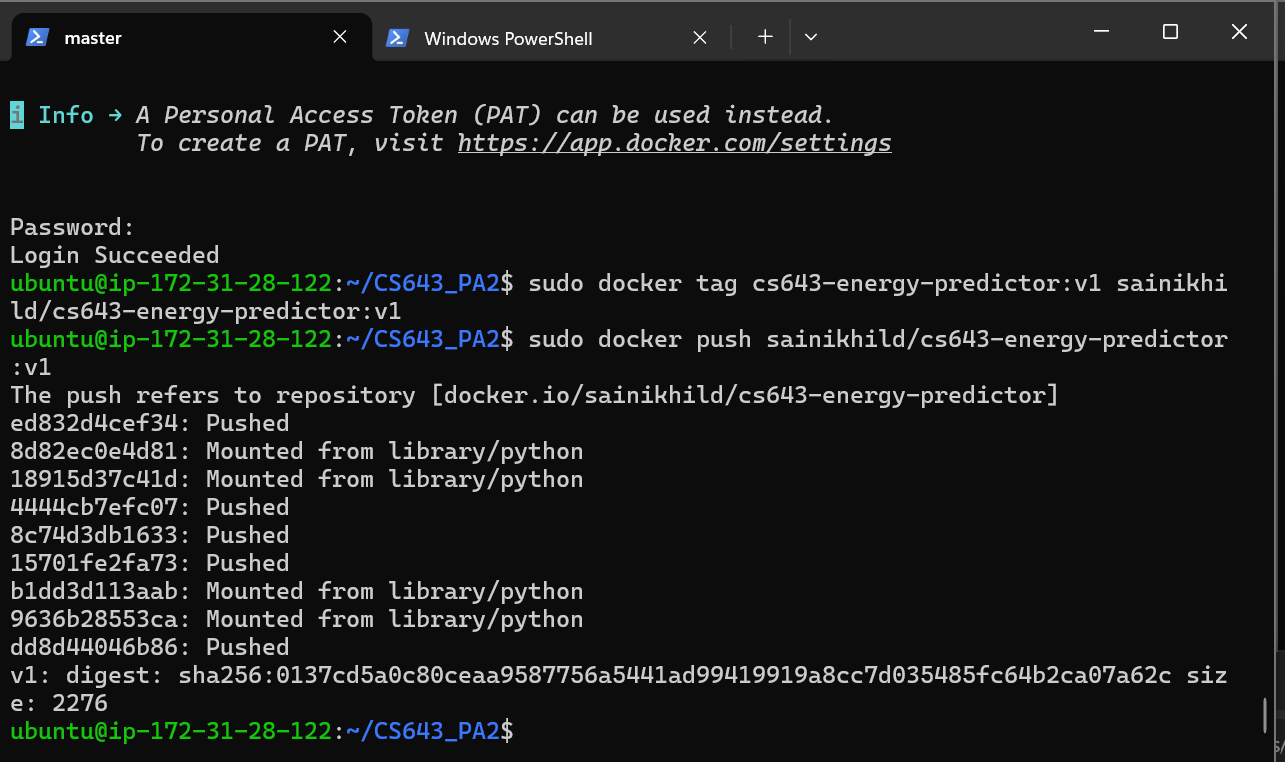 master
Windows PowerShell
i Info → A Personal Access Token (PAT) can be used instead.
To create a PAT, visit https://app.docker.com/settings
Password:
Login Succeeded
ubuntu@ip-172-31-28-122:~/CS643_PA2$ sudo docker tag cs643-energy-predictor:v1 sainikhi
ld/cs643-energy-predictor:v1
ubuntu@ip-172-31-28-122:~/CS643_PA2$ sudo docker push sainikhild/cs643-energy-predictor
:v1
The push refers to repository [docker.io/sainikhild/cs643-energy-predictor]
ed832d4cef34: Pushed
8d82ec0e4d81: Mounted from library/python
18915d37c41d: Mounted from library/python
4444cb7efc07: Pushed
8c74d3db1633: Pushed
15701fe2fa73: Pushed
b1dd3d113aab: Mounted from library/python
9636b28553ca: Mounted from library/python
dd8d44046b86: Pushed
v1: digest: sha256:0137cd5a0c80ceaa9587756a5441ad99419919a8cc7d035485fc64b2ca07a62c siz
e: 2276
ubuntu@ip-172-31-28-122:~/CS643_PA2$